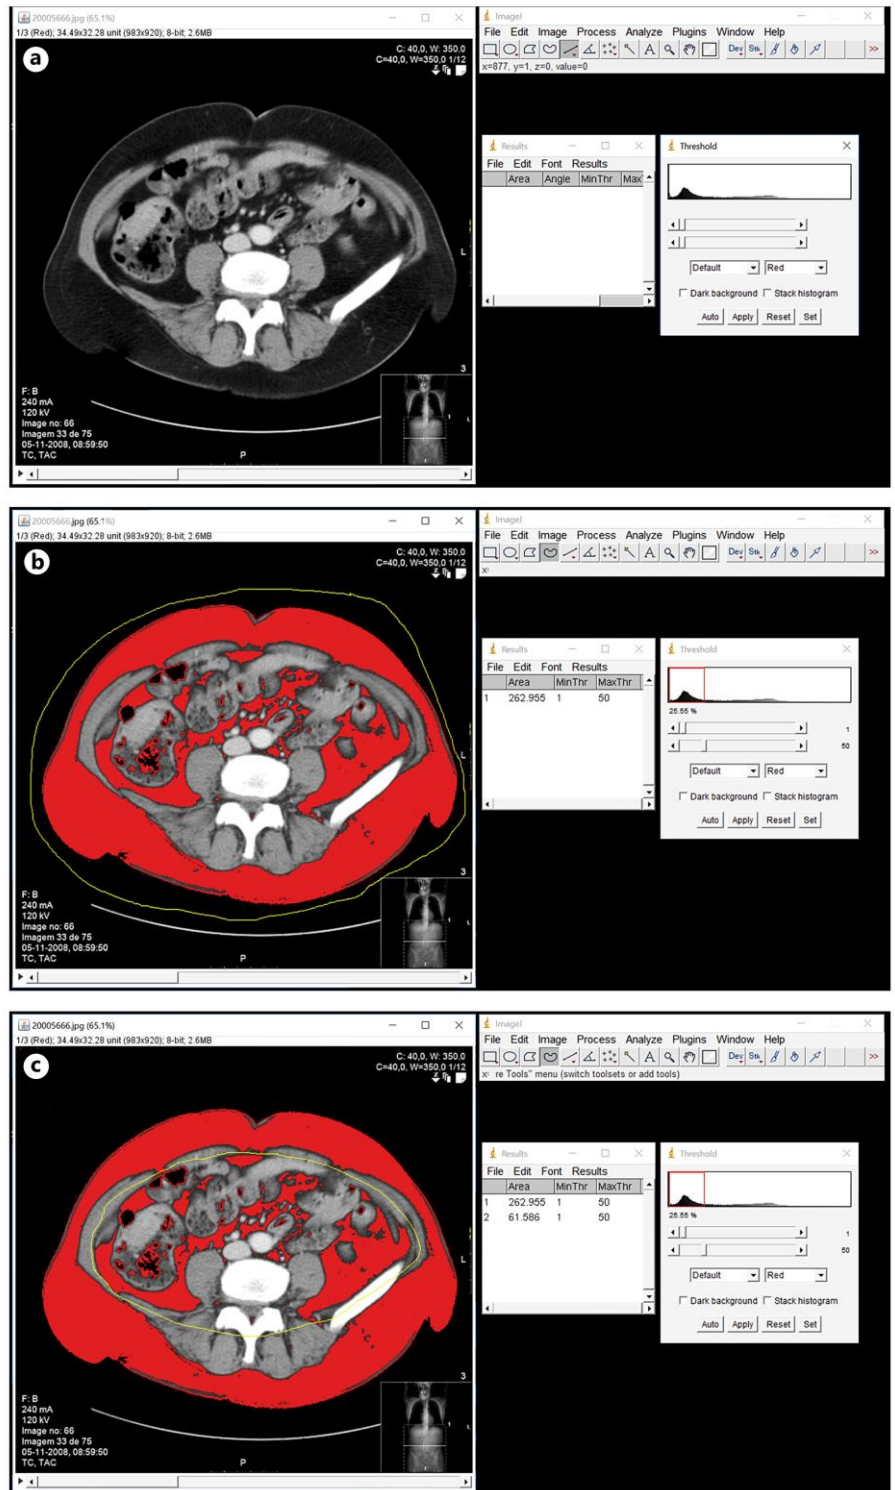 20005666.jpg (65.1%)
1/3 (Red); 34.49x32.28 unit (983x920); 8-bit; 2.6MB
a
C: 40,0, W: 350,0
C=40,0, W=350,0 1/12
L
3
F: B
240 mA
120 kV
Image no: 66
Imagem 33 de 75
05-11-2008, 08:59:50
TC, TAC
P
1
L
ImageJ
File Edit Image Process Analyze Plugins Window Help
A Dev Stk >>
x=877, y=1, z=0, value=0
Results
File Edit Font Results
Area Angle MinThr Max
Threshold
Default Red
Dark background Stack histogram
Auto Apply Reset Set
20005666.jpg (65.1%)
1/3 (Red); 34.49x32.28 unit (983x920); 8-bit; 2.6MB
b
C: 40,0, W: 350,0
C=40,0, W=350,0 1/12
L
3
F: B
240 mA
120 kV
Image no: 66
Imagem 33 de 75
05-11-2008, 08:59:50
TC, TAC
P
1
L
ImageJ
File Edit Image Process Analyze Plugins Window Help
A Dev Stk >>
Results
File Edit Font Results
Area MinThr MaxThr
1 262.955 1 50
Threshold
25.55 %
1
50
Default Red
Dark background Stack histogram
Auto Apply Reset Set
20005666.jpg (65.1%)
1/3 (Red); 34.49x32.28 unit (983x920); 8-bit; 2.6MB
c
C: 40,0, W: 350,0
C=40,0, W=350,0 1/12
L
3
F: B
240 mA
120 kV
Image no: 66
Imagem 33 de 75
05-11-2008, 08:59:50
TC, TAC
P
1
L
ImageJ
File Edit Image Process Analyze Plugins Window Help
A Dev Stk >>
re Tools" menu (switch toolsets or add tools)
Results
File Edit Font Results
Area MinThr MaxThr
1 262.955 1 50
2 61.586 1 50
Threshold
25.55 %
1
50
Default Red
Dark background Stack histogram
Auto Apply Reset Set